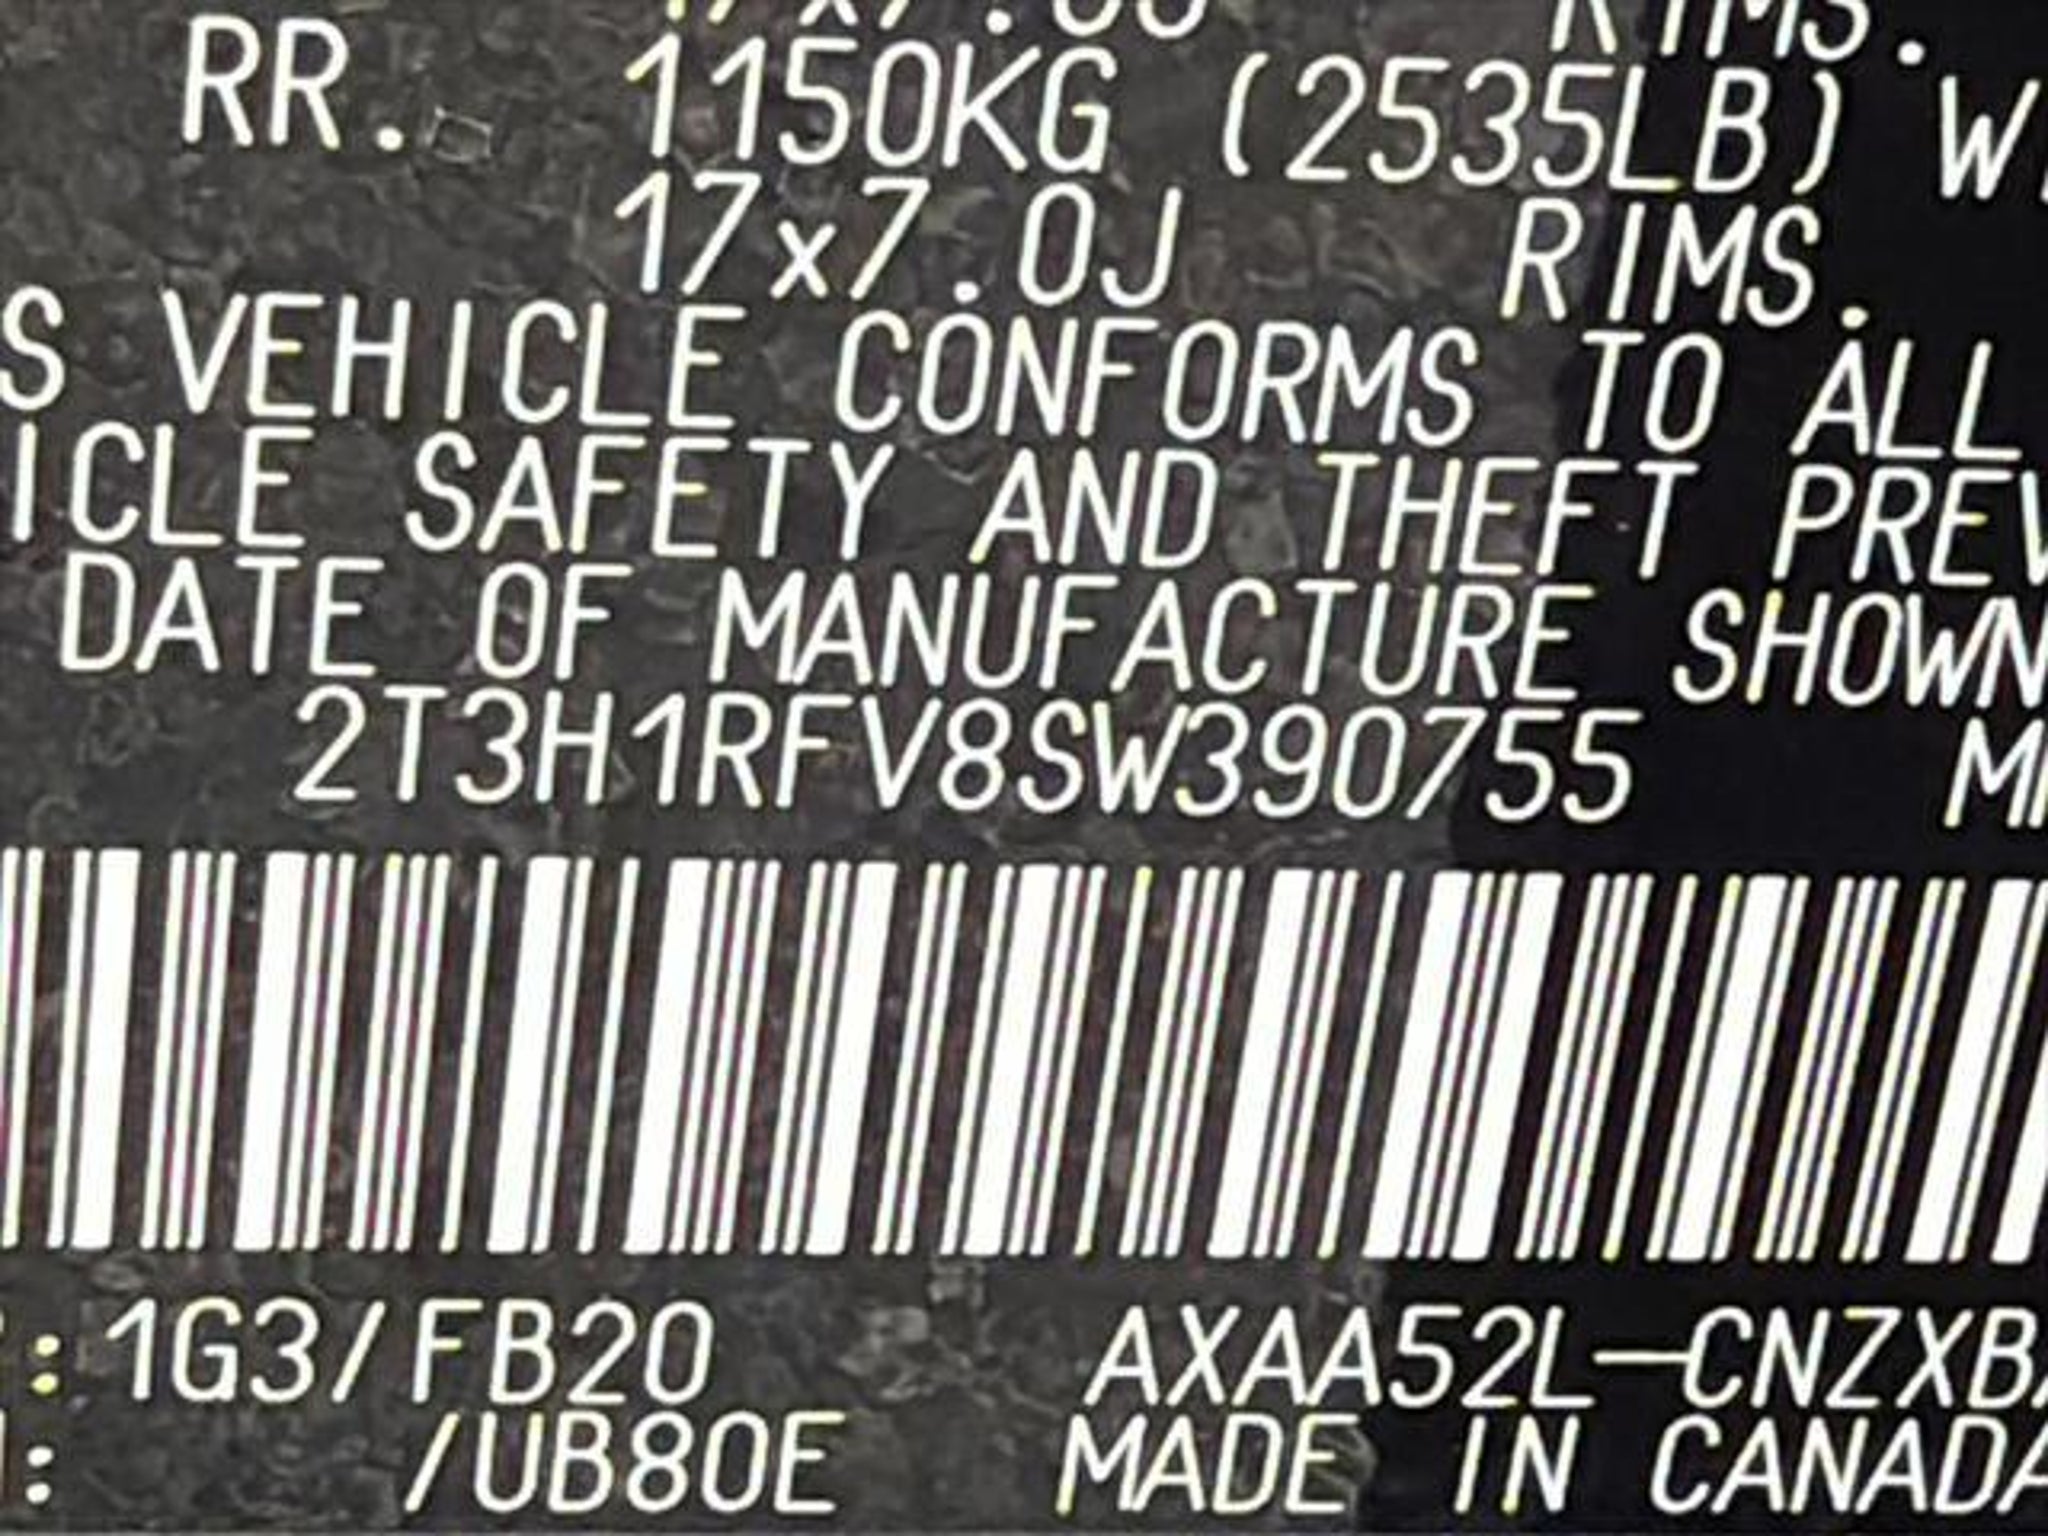 RR. 1150KG (2535LB) W
17x7.0J RIMS.
S VEHICLE CONFORMS TO ALL
ICLE SAFETY AND THEFT PREV
DATE OF MANUFACTURE SHOWN
2T3H1RFV8SW390755
: 1G3/FB20 AXAA52L-CNZXB
: /UB80E MADE IN CANADA